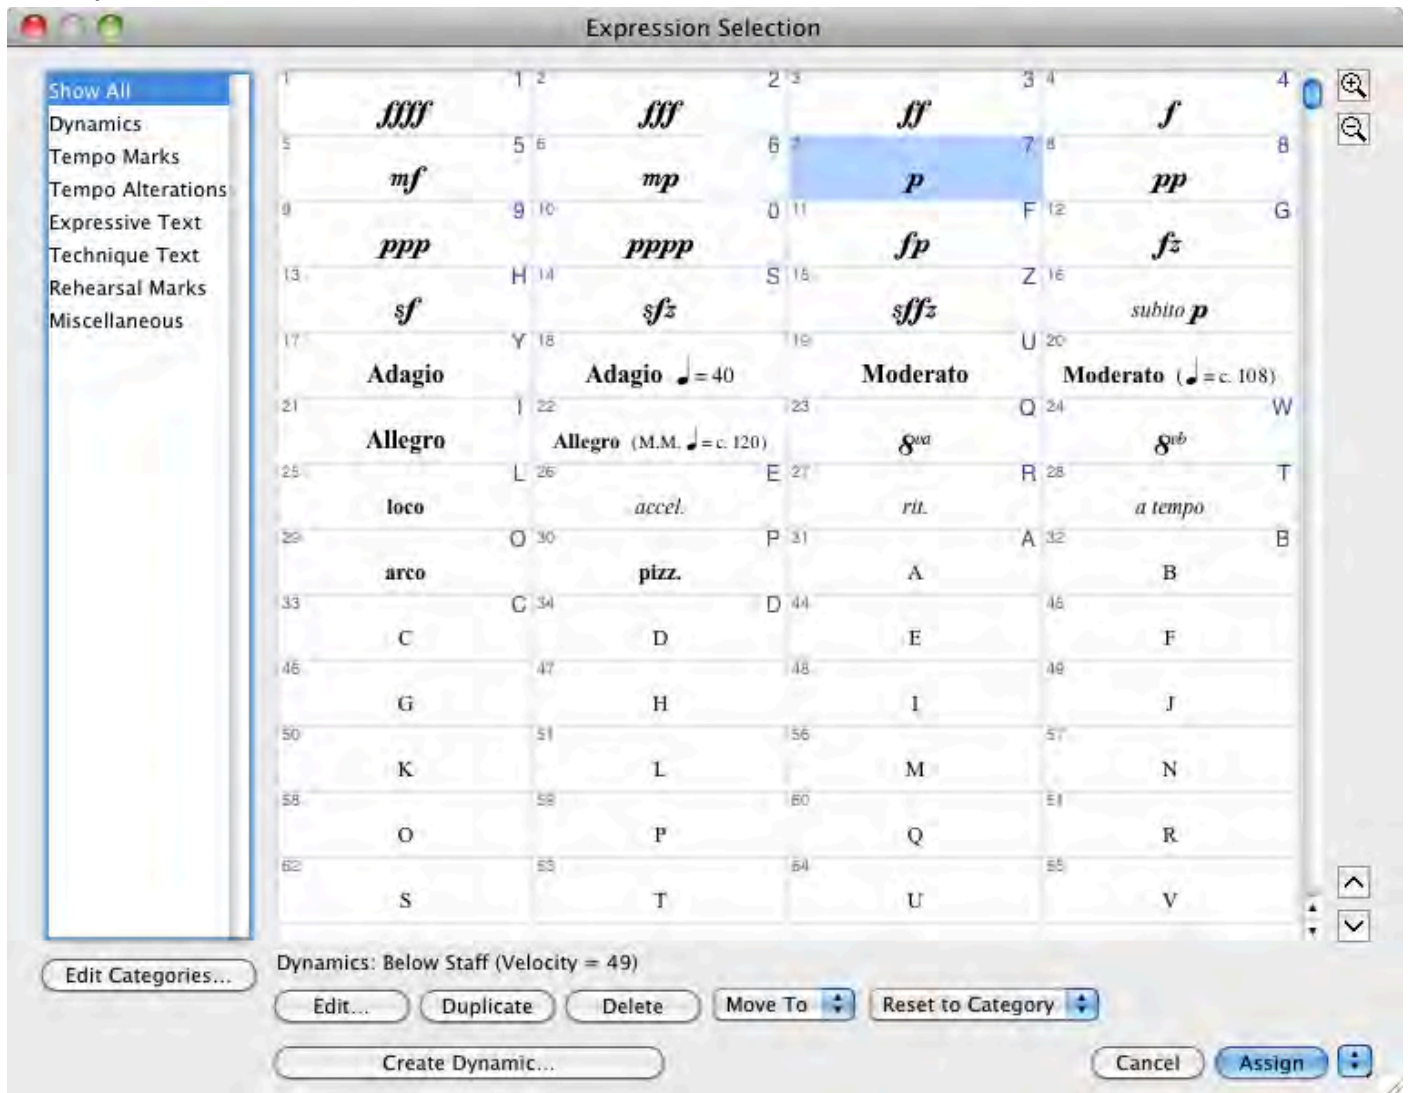 Expression Selection
Show All
Dynamics
Tempo Marks
Tempo Alterations
Expressive Text
Technique Text
Rehearsal Marks
Miscellaneous
1 1 2 2 3 3 4 4
ffff fff ff f
5 5 6 6 7 7 8 8
mf mp p pp
9 9 10 0 11 F 12 G
ppp pppp fp fz
13 H 14 S 15 Z 16
sf sfz sffz subito p
17 Y 18 19 U 20
Adagio Adagio ♩= 40 Moderato Moderato (♩= c. 108)
21 I 22 23 Q 24 W
Allegro Allegro (M.M. ♩= c. 120) 8va 8vb
25 L 26 E 27 R 28 T
loco accel. rit. a tempo
29 O 30 P 31 A 32 B
arco pizz. A B
33 C 34 D 44 45
C D E F
46 47 48 49
G H I J
50 51 56 57
K L M N
58 59 60 61
O P Q R
62 63 64 65
S T U V
Edit Categories...
Dynamics: Below Staff (Velocity = 49)
Edit... Duplicate Delete Move To Reset to Category
Create Dynamic... Cancel Assign